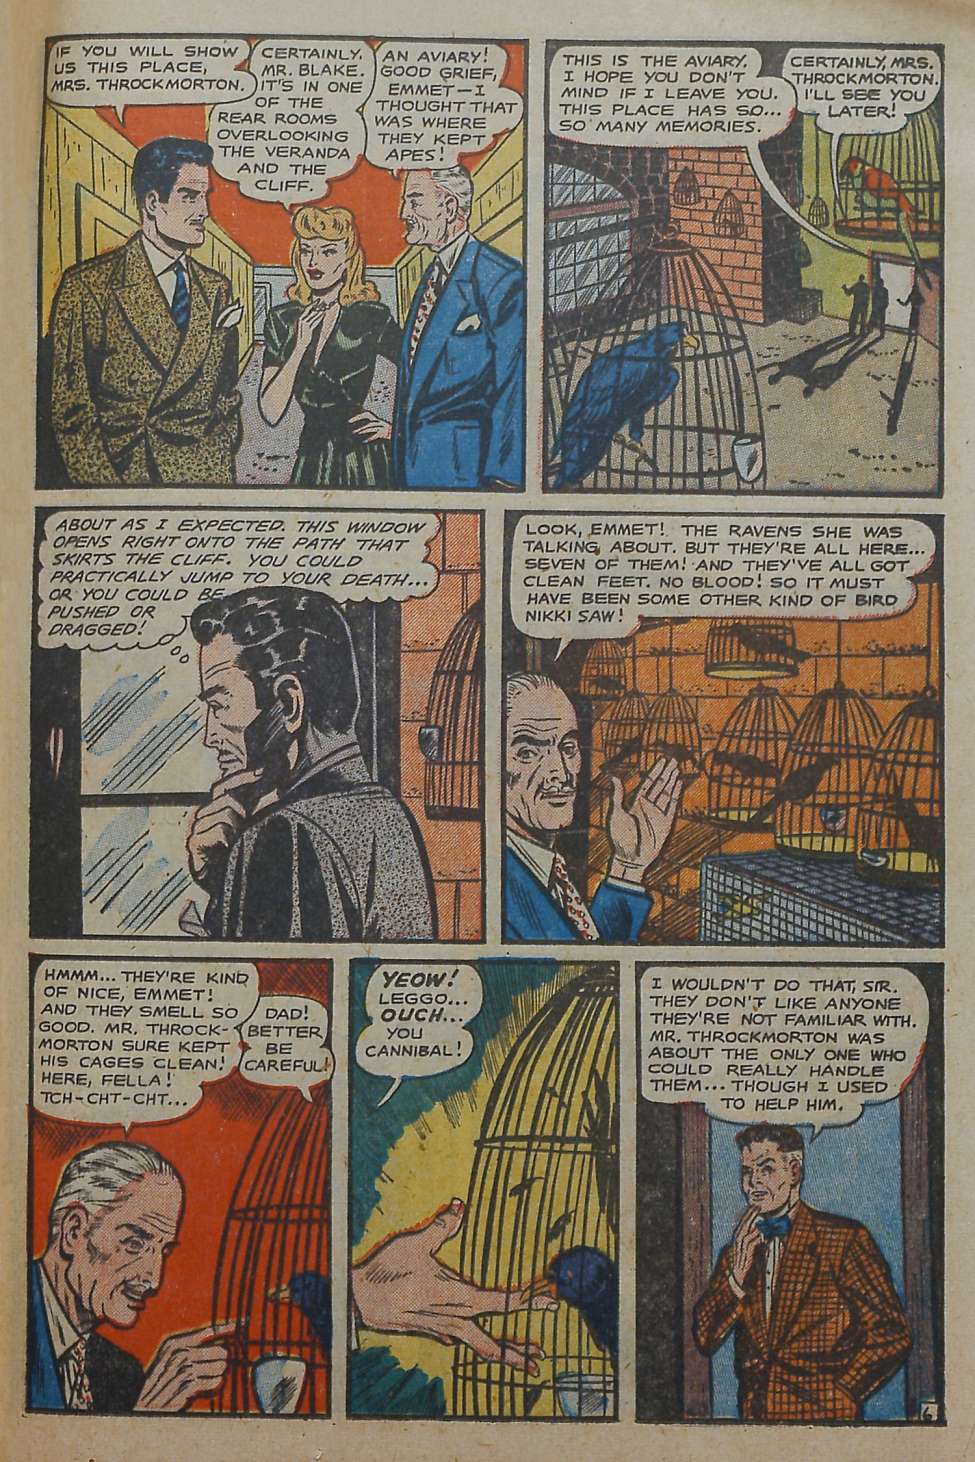 IF YOU WILL SHOW
US THIS PLACE,
MRS. THROCKMORTON.
CERTAINLY,
MR. BLAKE.
IT'S IN ONE
OF THE
REAR ROOMS
OVERLOOKING
THE VERANDA
AND THE
CLIFF.
AN AVIARY!
GOOD GRIEF,
EMMET—I
THOUGHT THAT
WAS WHERE
THEY KEPT
APES!
THIS IS THE AVIARY.
I HOPE YOU DON'T
MIND IF I LEAVE YOU.
THIS PLACE HAS SO...
SO MANY MEMORIES.
CERTAINLY, MRS.
THROCKMORTON.
I'LL SEE YOU
LATER!
ABOUT AS I EXPECTED. THIS WINDOW
OPENS RIGHT ONTO THE PATH THAT
SKIRTS THE CLIFF. YOU COULD
PRACTICALLY JUMP TO YOUR DEATH...
OR YOU COULD BE
PUSHED OR
DRAGGED!
LOOK, EMMET! THE RAVENS SHE WAS
TALKING ABOUT. BUT THEY'RE ALL HERE...
SEVEN OF THEM! AND THEY'VE ALL GOT
CLEAN FEET. NO BLOOD! SO IT MUST
HAVE BEEN SOME OTHER KIND OF BIRD
NIKKI SAW!
HMMM... THEY'RE KIND
OF NICE, EMMET!
AND THEY SMELL SO
GOOD. MR. THROCK-
MORTON SURE KEPT
HIS CAGES CLEAN!
HERE, FELLA!
TCH-CHT-CHT...
DAD!
BETTER
BE
CAREFUL!
YEOW!
LEGGO...
OUCH...
YOU
CANNIBAL!
I WOULDN'T DO THAT, SIR.
THEY DON'T LIKE ANYONE
THEY'RE NOT FAMILIAR WITH.
MR. THROCKMORTON WAS
ABOUT THE ONLY ONE WHO
COULD REALLY HANDLE
THEM... THOUGH I USED
TO HELP HIM.
6